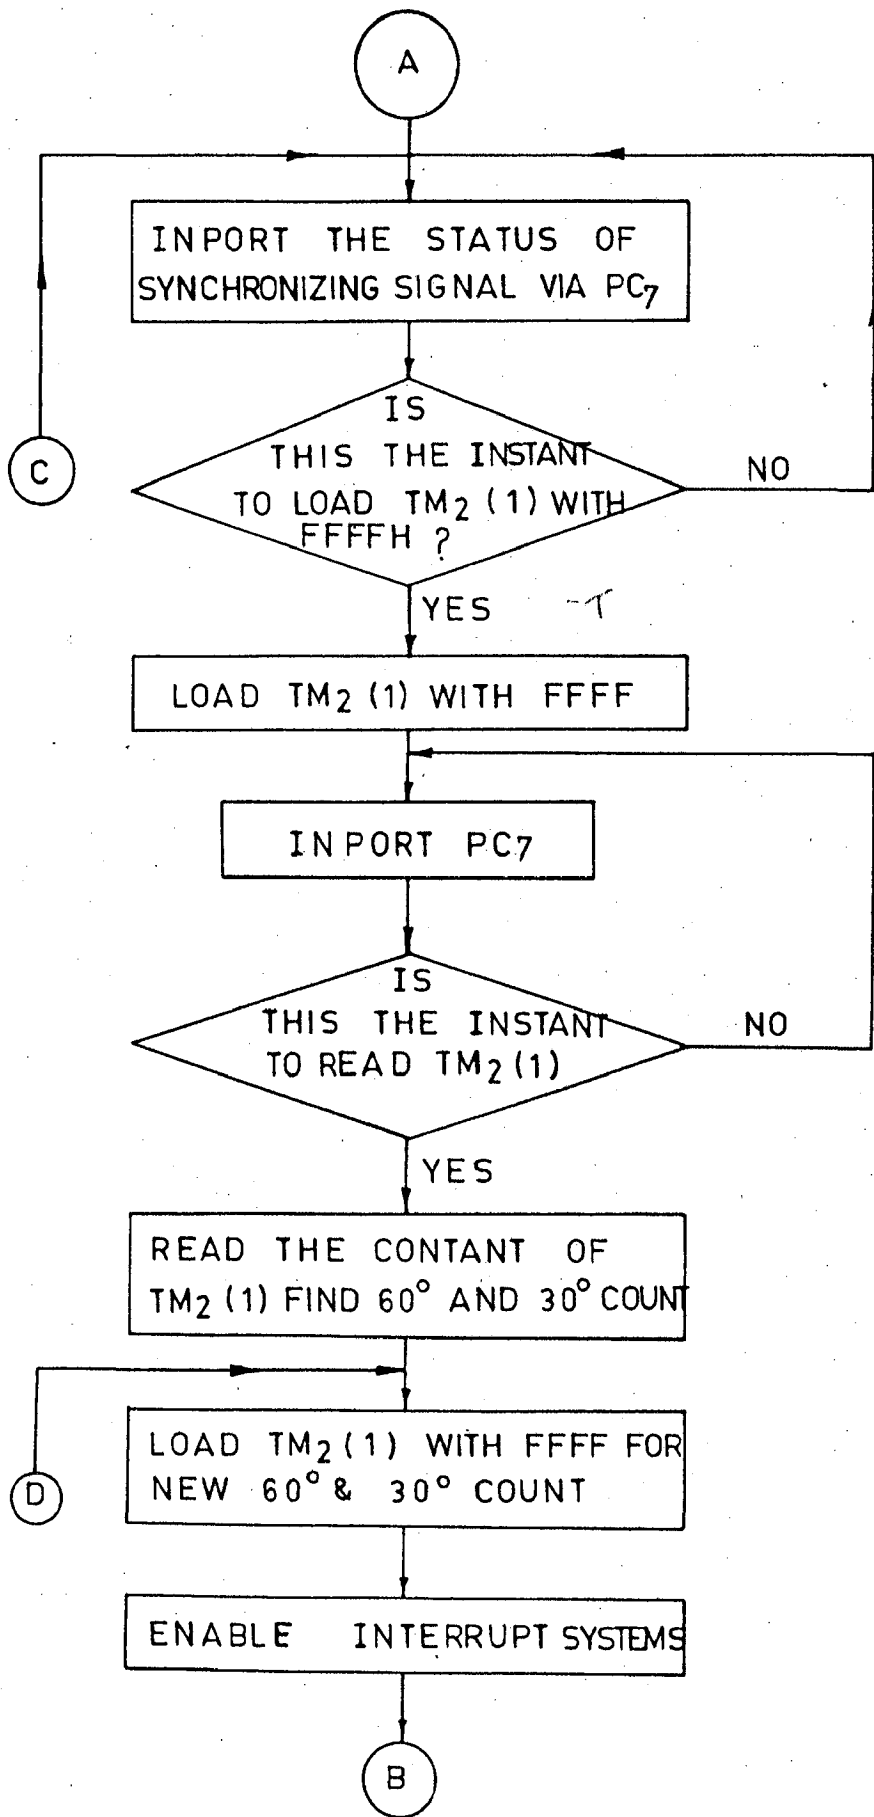 A
INPORT THE STATUS OF
SYNCHRONIZING SIGNAL VIA PC7
C
IS
THIS THE INSTANT
TO LOAD TM2 (1) WITH
FFFFH ?
NO
YES
LOAD TM2 (1) WITH FFFF
INPORT PC7
IS
THIS THE INSTANT
TO READ TM2 (1)
NO
YES
READ THE CONTANT OF
TM2 (1) FIND 60° AND 30° COUNT
D
LOAD TM2 (1) WITH FFFF FOR
NEW 60° & 30° COUNT
ENABLE INTERRUPT SYSTEMS
B